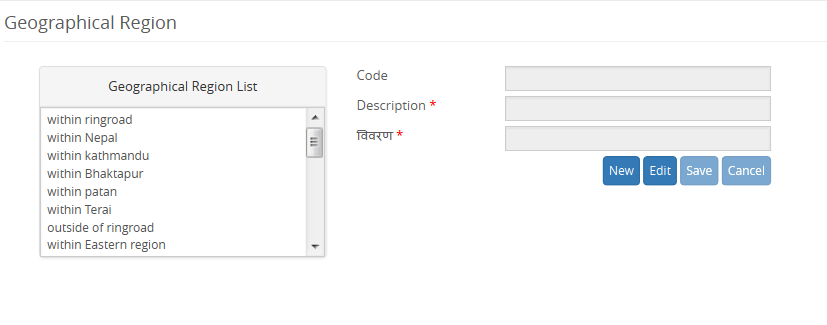 Geographical Region
Geographical Region List
within ringroad
within Nepal
within kathmandu
within Bhaktapur
within patan
within Terai
outside of ringroad
within Eastern region
Code
Description *
विवरण *
New Edit Save Cancel